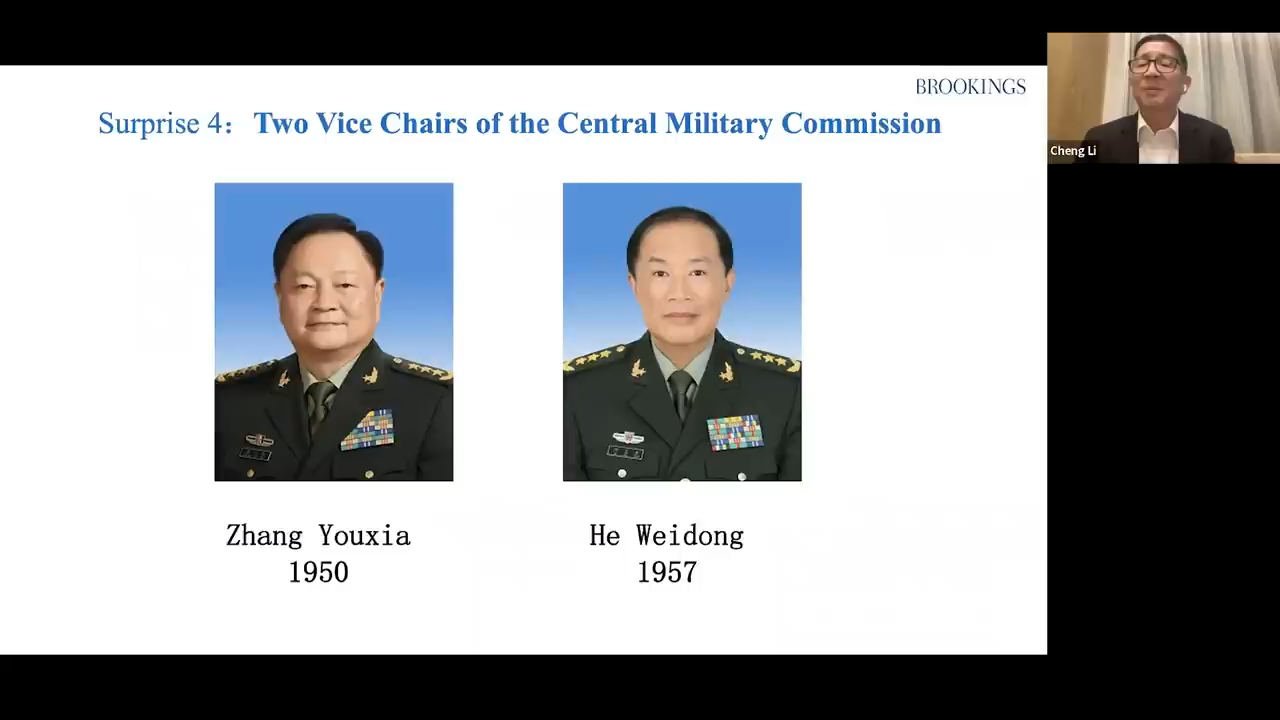 BROOKINGS
Surprise 4： Two Vice Chairs of the Central Military Commission
Cheng Li
Zhang Youxia
He Weidong
1950
1957